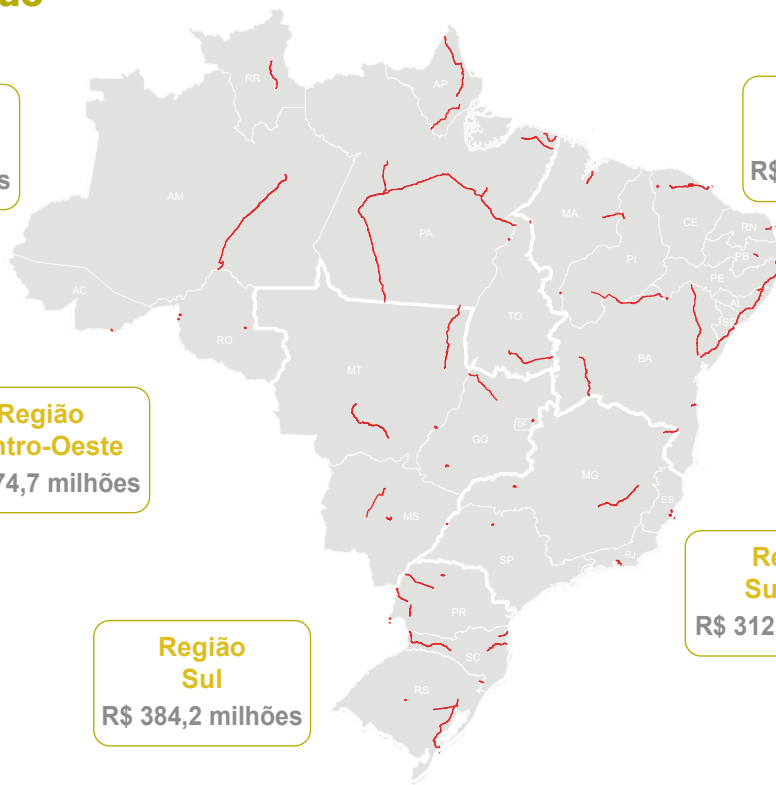 RR
AP
AM
PA
MA
CE
RN
PB
PI
PE
AC
AL
SE
TO
RO
BA
MT
GO
DF
MG
ES
MS
SP
RJ
PR
SC
RS
R$
Região
ntro-Oeste
74,7 milhões
Região
Sul
R$ 384,2 milhões
Re
Su
R$ 312